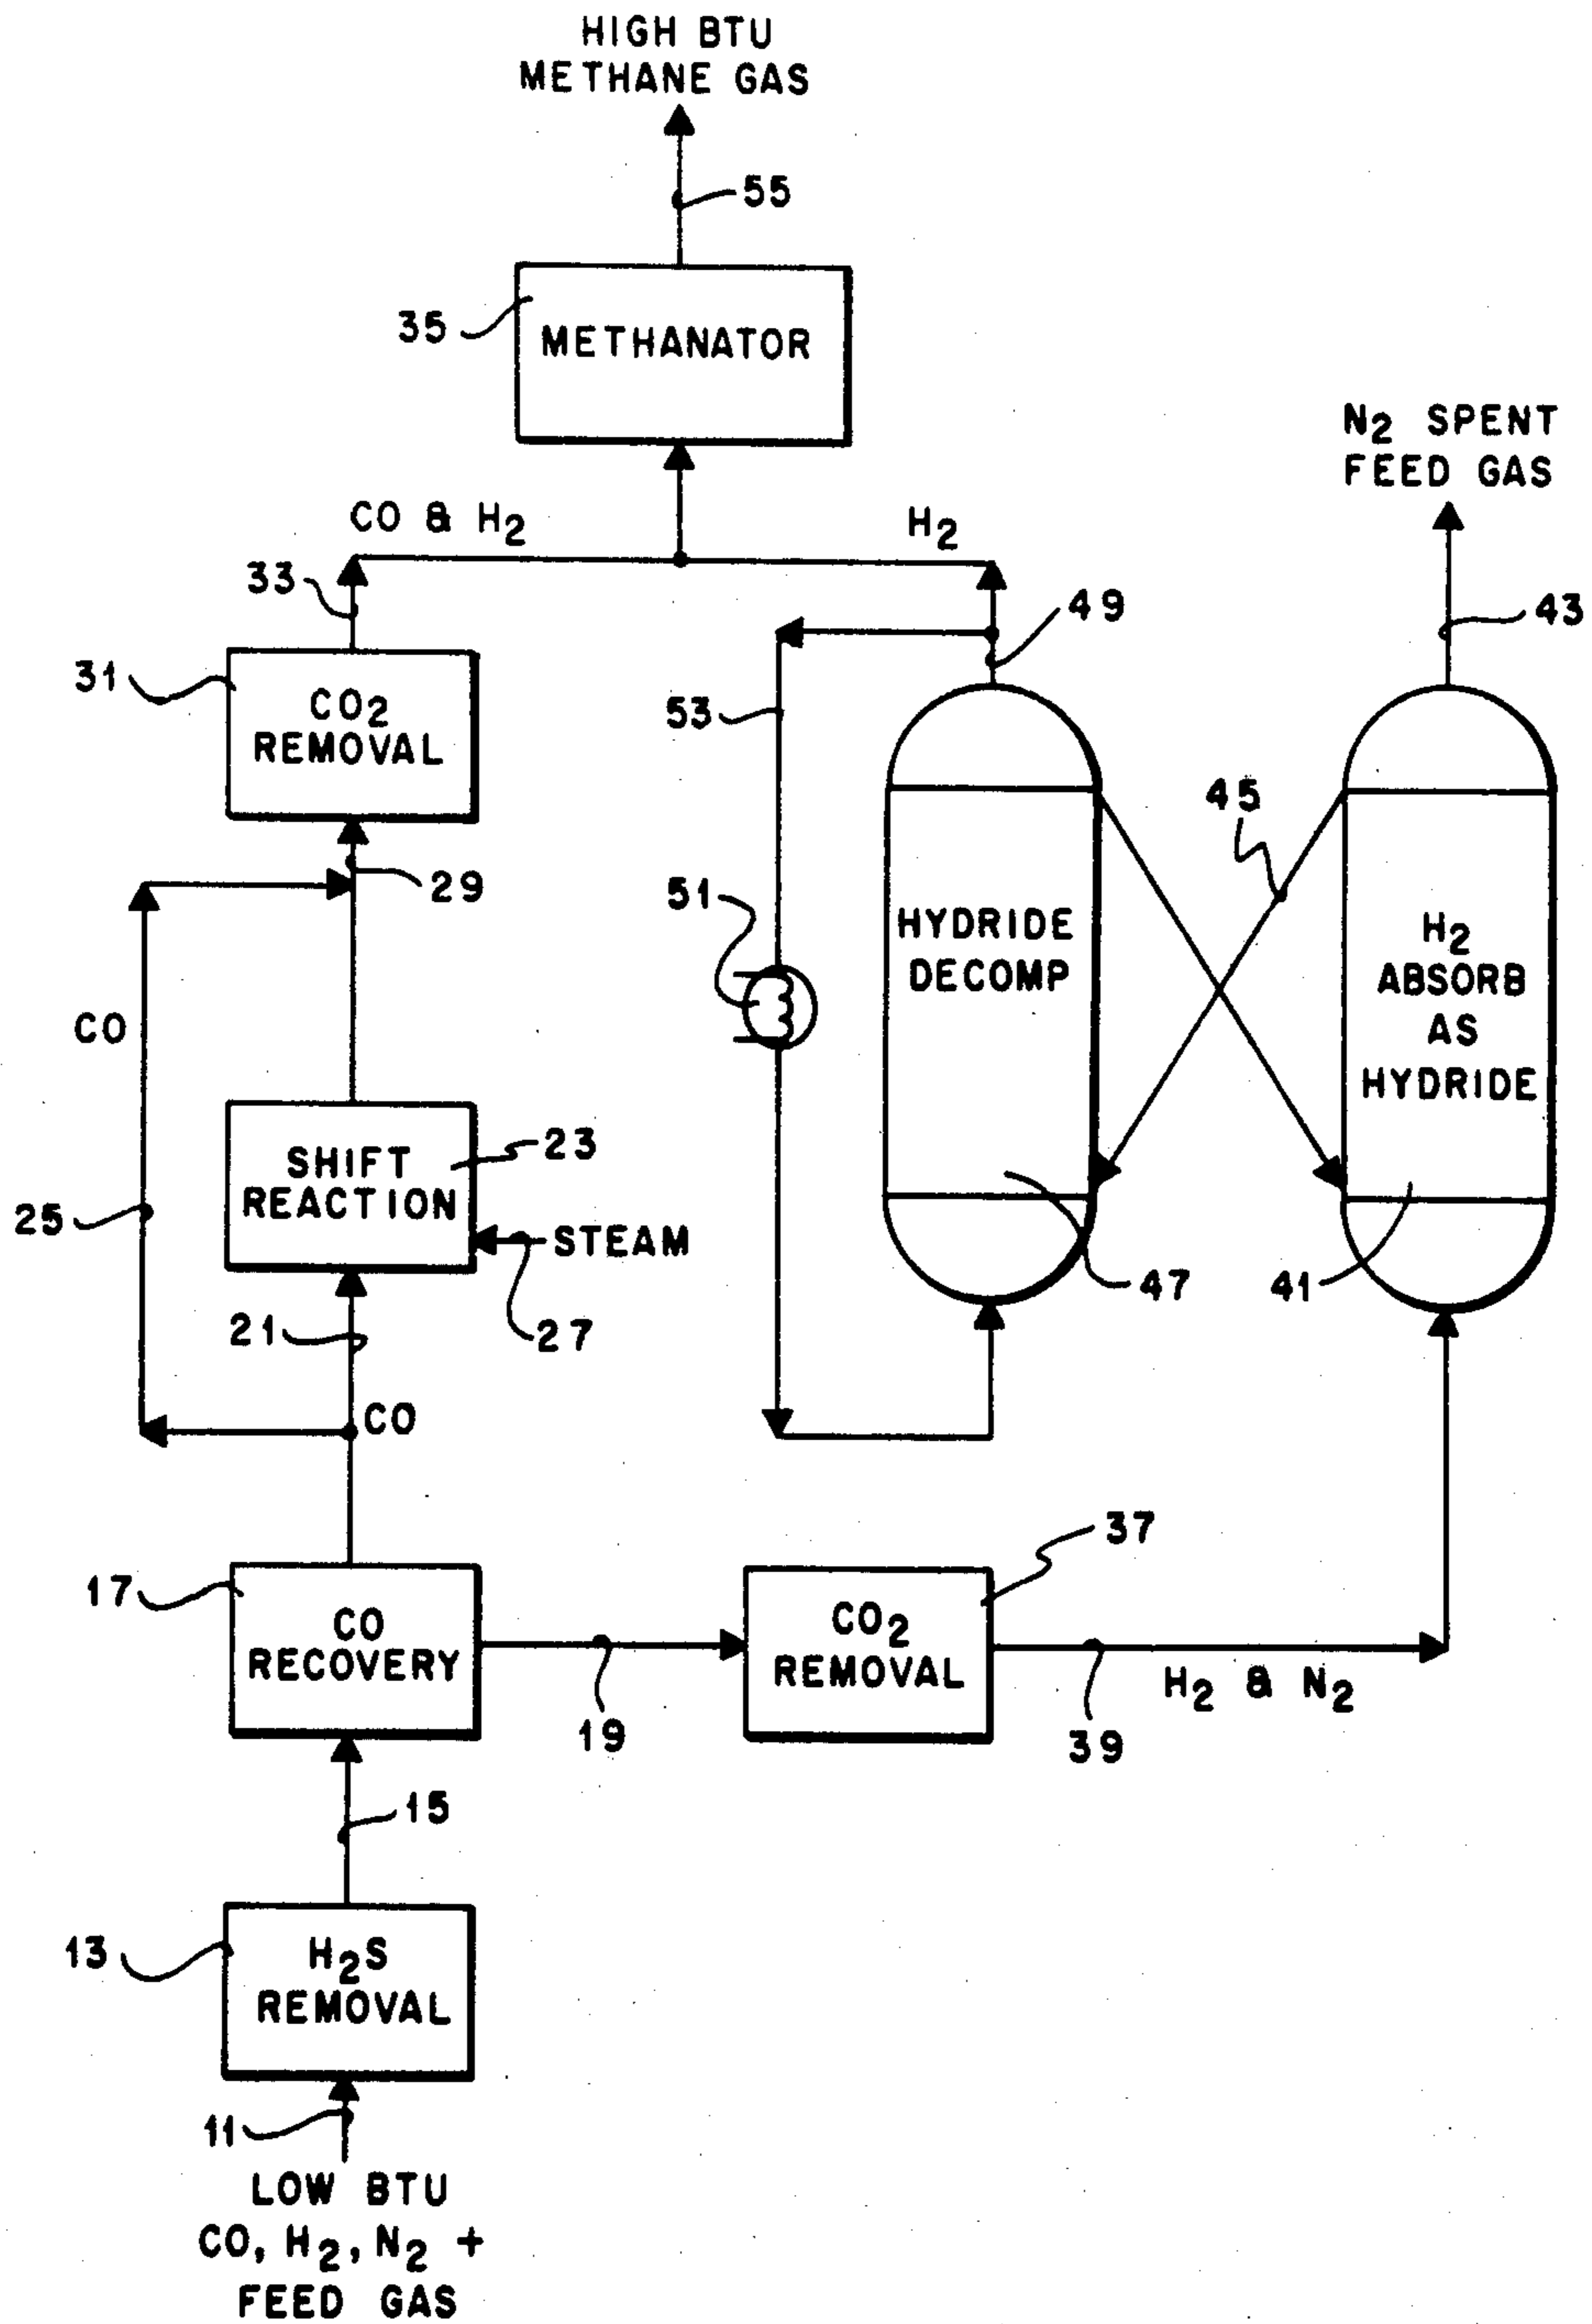 HIGH BTU
METHANE GAS
55
35
METHANATOR
N2 SPENT
FEED GAS
CO & H2
H2
33
49
43
31
CO2
REMOVAL
53
45
29
51
HYDRIDE
DECOMP
H2
ABSORB
AS
HYDRIDE
CO
SHIFT
REACTION
23
25
STEAM
47
41
21
27
CO
37
17
CO
RECOVERY
CO2
REMOVAL
19
39
H2 & N2
15
13
H2S
REMOVAL
11
LOW BTU
CO, H2, N2 +
FEED GAS